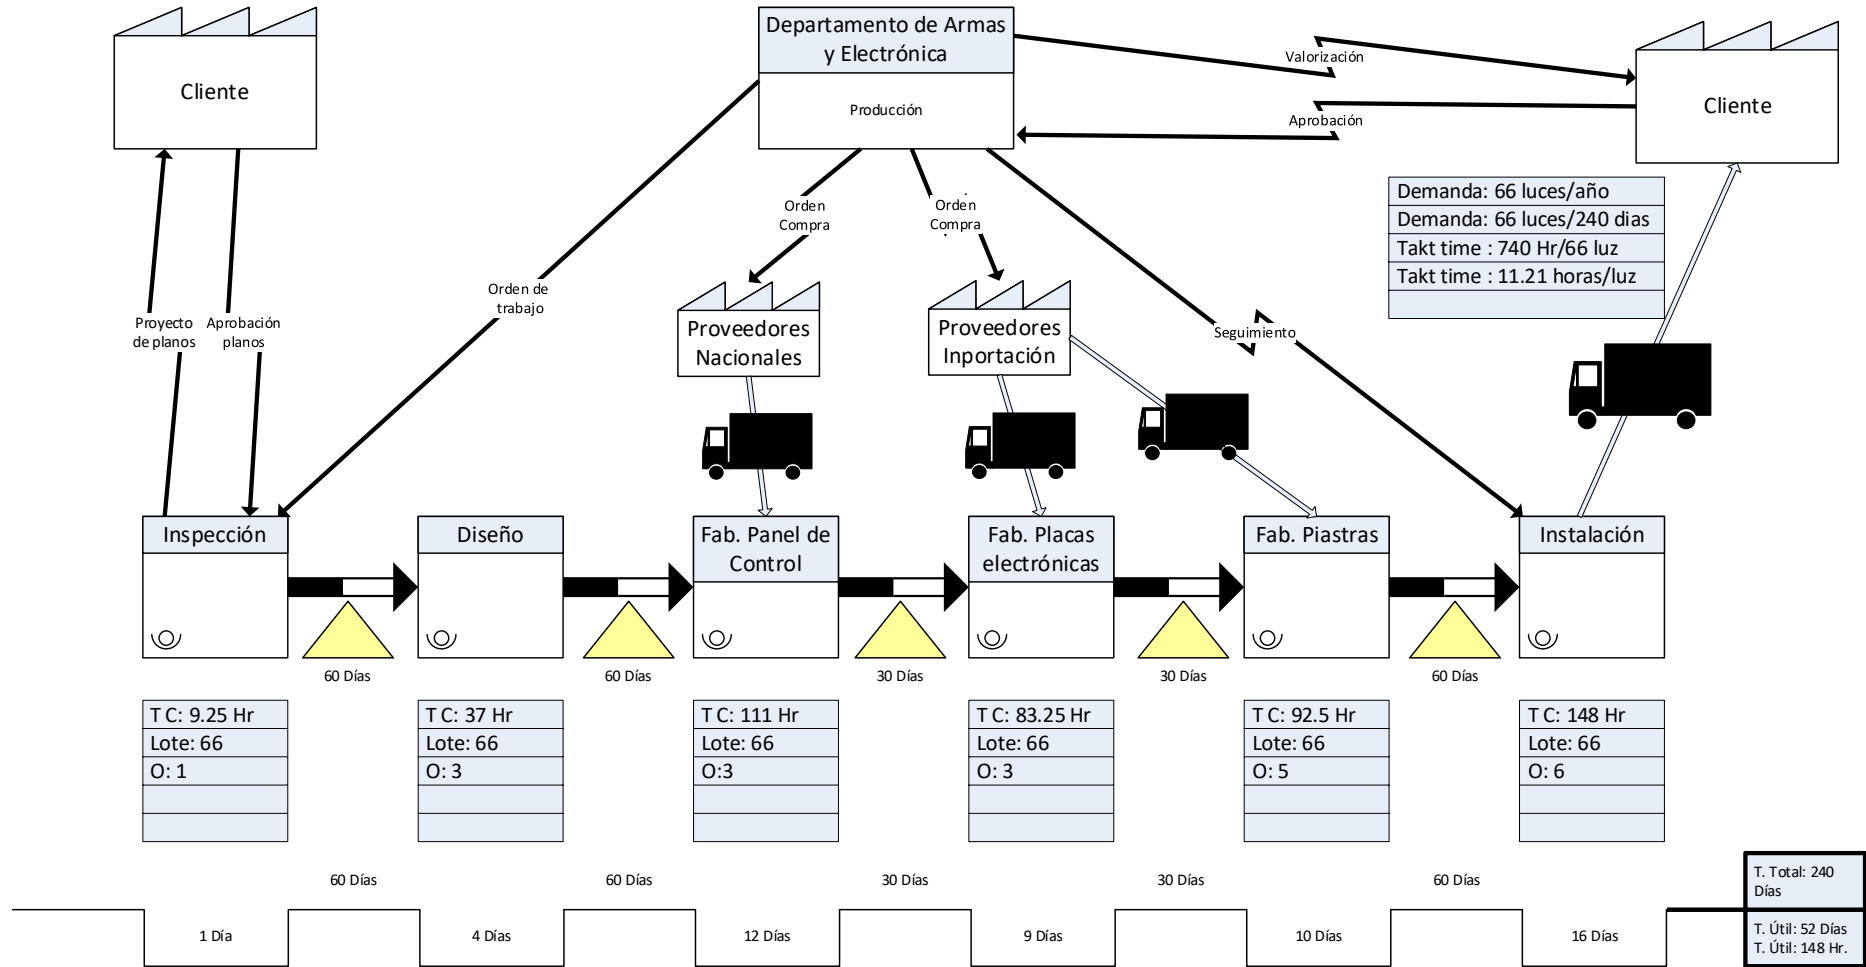 Cliente
Departamento de Armas
y Electrónica
Producción
Valorización
Aprobación
Cliente
Demanda: 66 luces/año
Demanda: 66 luces/240 dias
Takt time : 740 Hr/66 luz
Takt time : 11.21 horas/luz
Orden
Compra
Orden
Compra
Orden de
trabajo
Proyecto
de planos
Aprobación
planos
Proveedores
Nacionales
Proveedores
Inportación
Seguimiento
Inspección
Diseño
Fab. Panel de
Control
Fab. Placas
electrónicas
Fab. Piastras
Instalación
60 Días
60 Días
30 Días
30 Días
60 Días
T C: 9.25 Hr
Lote: 66
O: 1
T C: 37 Hr
Lote: 66
O: 3
T C: 111 Hr
Lote: 66
O:3
T C: 83.25 Hr
Lote: 66
O: 3
T C: 92.5 Hr
Lote: 66
O: 5
T C: 148 Hr
Lote: 66
O: 6
60 Días
60 Días
30 Días
30 Días
60 Días
1 Día
4 Días
12 Días
9 Días
10 Días
16 Días
T. Total: 240
Días
T. Útil: 52 Días
T. Útil: 148 Hr.